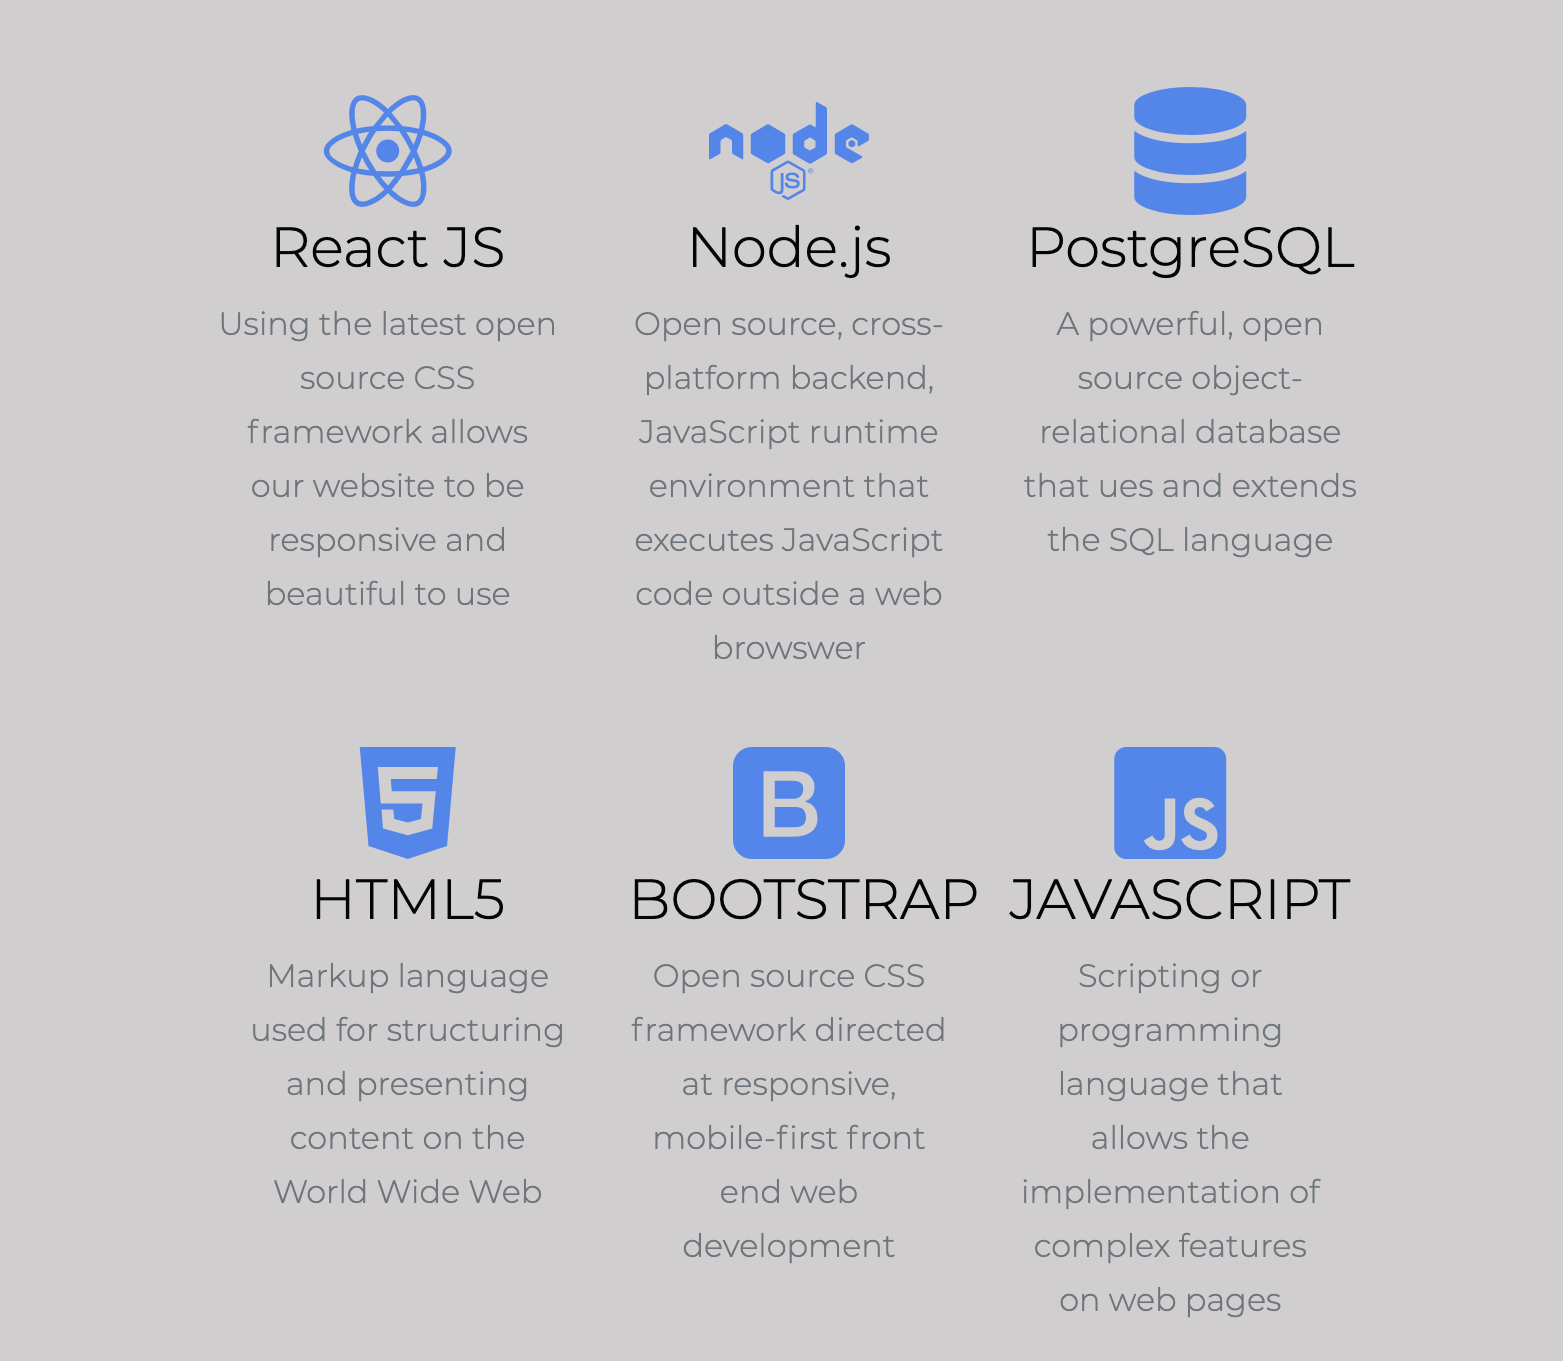 node
JS
®
React JS
Using the latest open
source CSS
framework allows
our website to be
responsive and
beautiful to use
Node.js
Open source, cross-
platform backend,
JavaScript runtime
environment that
executes JavaScript
code outside a web
browswer
PostgreSQL
A powerful, open
source object-
relational database
that ues and extends
the SQL language
5
HTML5
Markup language
used for structuring
and presenting
content on the
World Wide Web
B
BOOTSTRAP
Open source CSS
framework directed
at responsive,
mobile-first front
end web
development
JS
JAVASCRIPT
Scripting or
programming
language that
allows the
implementation of
complex features
on web pages